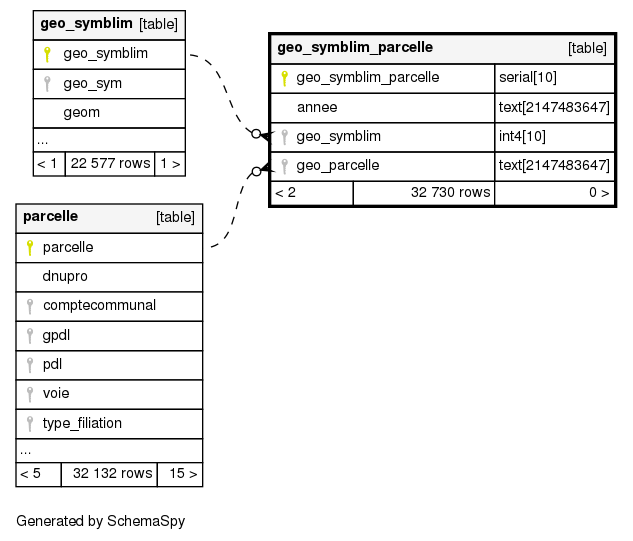 geo_symblim [table]
geo_symblim
geo_sym
geom
...
< 1 22 577 rows 1 >
geo_symblim_parcelle [table]
geo_symblim_parcelle serial[10]
annee text[2147483647]
geo_symblim int4[10]
geo_parcelle text[2147483647]
< 2 32 730 rows 0 >
parcelle [table]
parcelle
dnupro
comptecommunal
gpdl
pdl
voie
type_filiation
...
< 5 32 132 rows 15 >
Generated by SchemaSpy